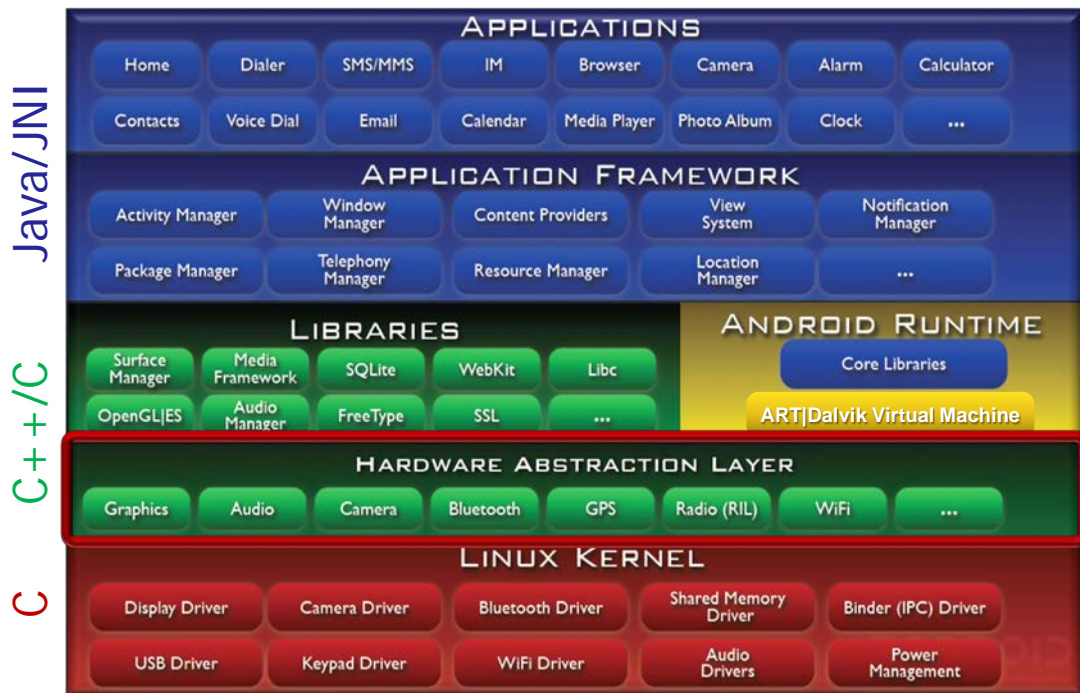 APPLICATIONS
Home Dialer SMS/MMS IM Browser Camera Alarm Calculator
Contacts Voice Dial Email Calendar Media Player Photo Album Clock ...
Java/JNI
APPLICATION FRAMEWORK
Activity Manager Window Manager Content Providers View System Notification Manager
Package Manager Telephony Manager Resource Manager Location Manager ...
LIBRARIES
Surface Manager Media Framework SQLite WebKit Libc
OpenGL|ES Audio Manager FreeType SSL ...
ANDROID RUNTIME
Core Libraries
ART|Dalvik Virtual Machine
C++/C
HARDWARE ABSTRACTION LAYER
Graphics Audio Camera Bluetooth GPS Radio (RIL) WiFi ...
C
LINUX KERNEL
Display Driver Camera Driver Bluetooth Driver Shared Memory Driver Binder (IPC) Driver
USB Driver Keypad Driver WiFi Driver Audio Drivers Power Management